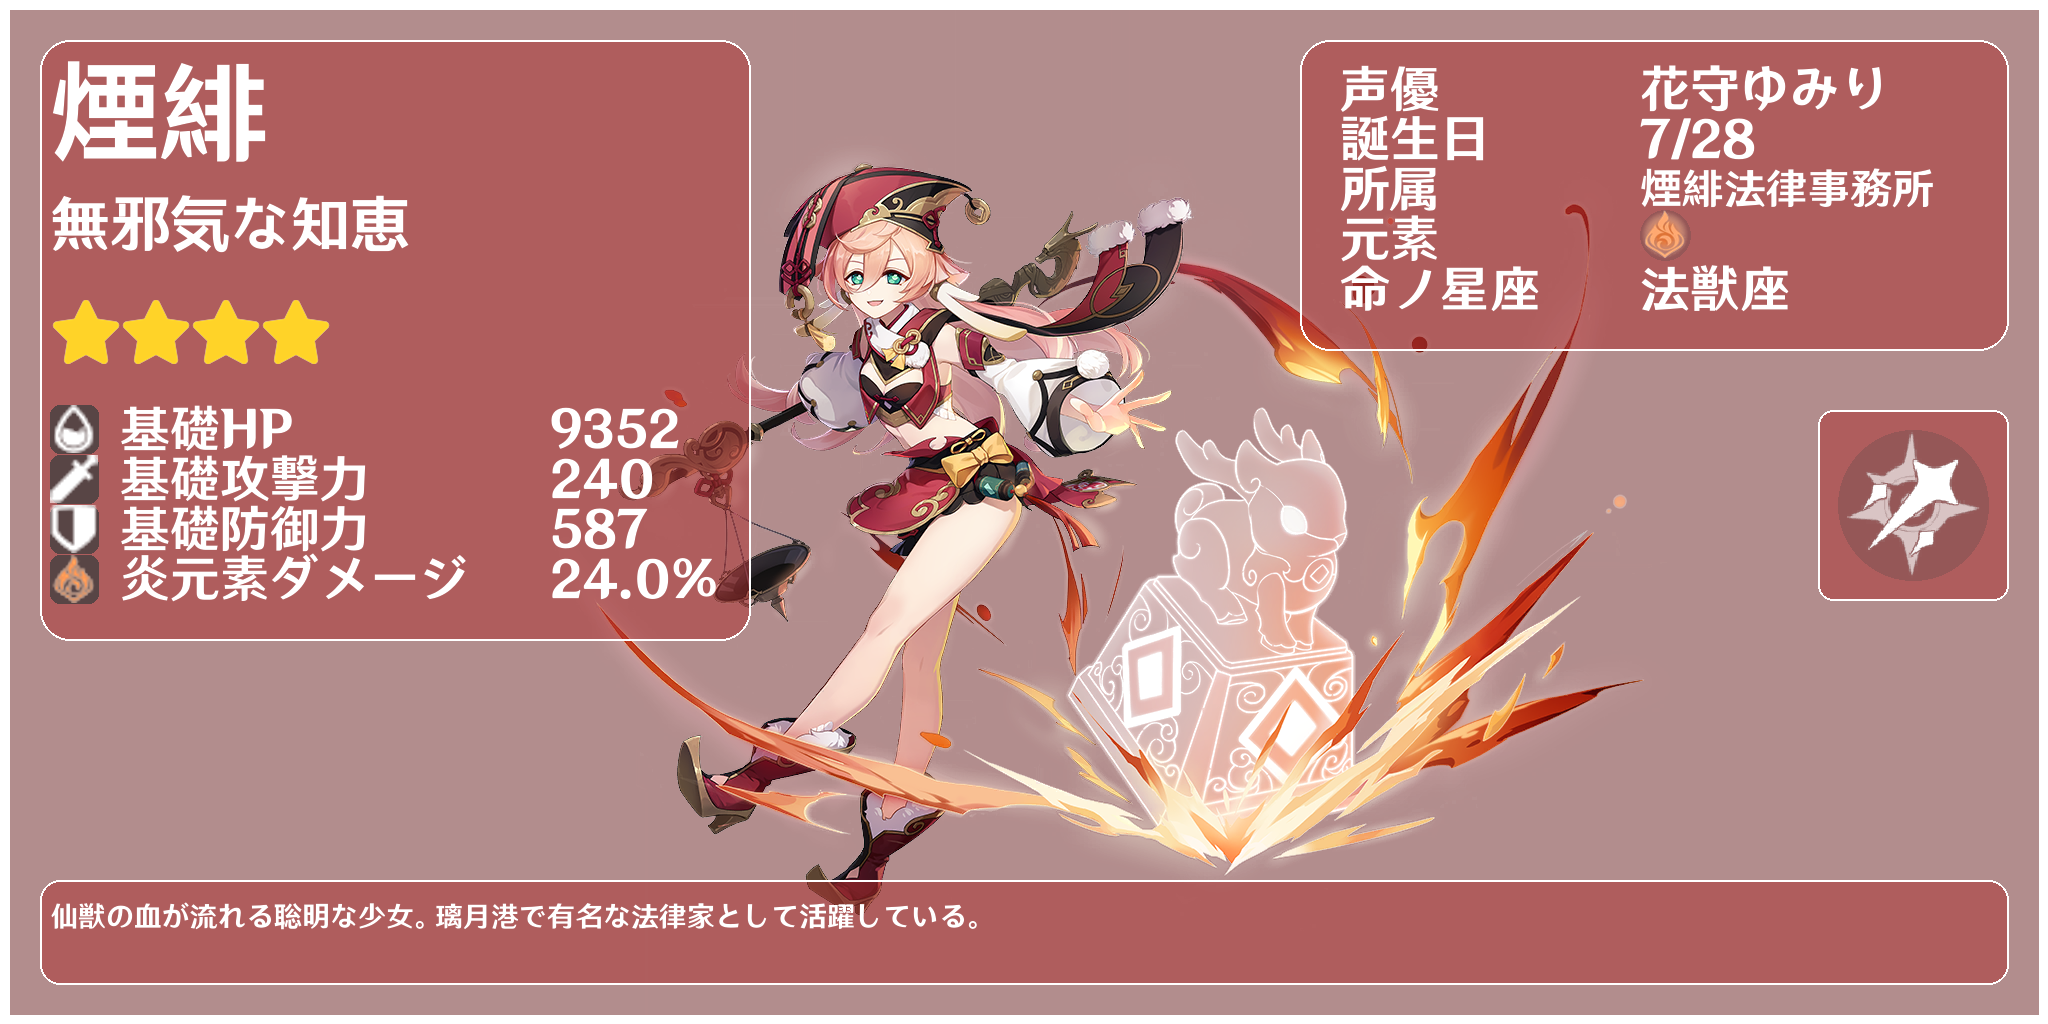 煙緋
無邪気な知恵
基礎HP 9352
基礎攻撃力 240
基礎防御力 587
炎元素ダメージ 24.0%
声優 花守ゆみり
誕生日 7/28
所属 煙緋法律事務所
元素
命ノ星座 法獣座
仙獣の血が流れる聡明な少女。璃月港で有名な法律家として活躍している。